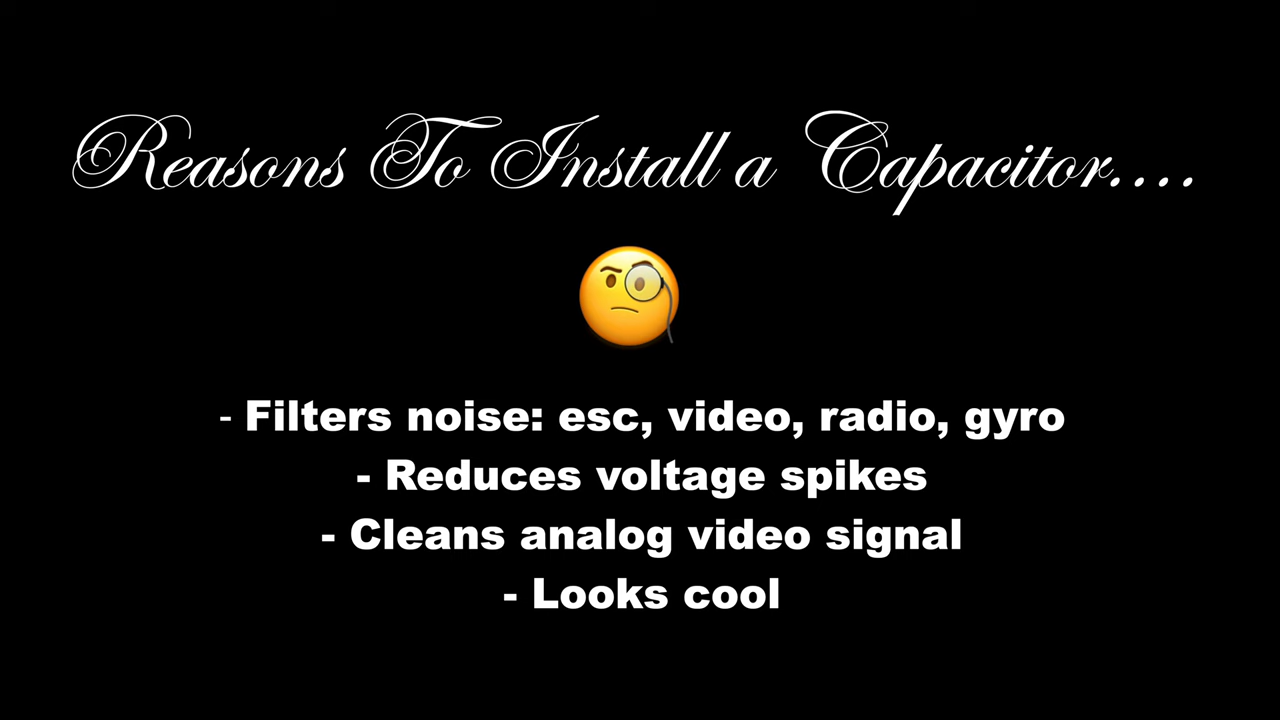 Reasons To Install a Capacitor....
- Filters noise: esc, video, radio, gyro
- Reduces voltage spikes
- Cleans analog video signal
- Looks cool